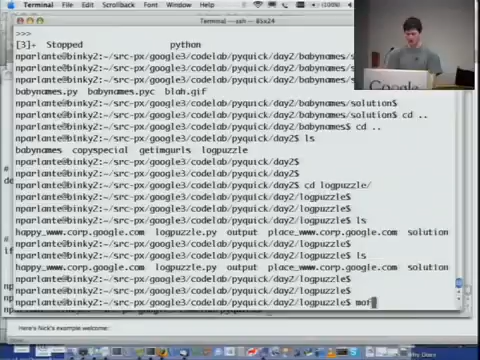 Terminal File Edit Scrollback Font Window Help
Terminal — ssh — 85x24
>>>
[3]+ Stopped python
nparlante@binky2:~/src-px/google3/codelab/pyquick/day2/babynames/s
nparlante@binky2:~/src-px/google3/codelab/pyquick/day2/babynames/s
nparlante@binky2:~/src-px/google3/codelab/pyquick/day2/babynames/s
babynames.py babynames.pyc blah.gif
nparlante@binky2:~/src-px/google3/codelab/pyquick/day2/babynames/solution$
nparlante@binky2:~/src-px/google3/codelab/pyquick/day2/babynames/solution$ cd ..
nparlante@binky2:~/src-px/google3/codelab/pyquick/day2/babynames$ cd ..
nparlante@binky2:~/src-px/google3/codelab/pyquick/day2$ ls
babynames copyspecial getimgurls logpuzzle
nparlante@binky2:~/src-px/google3/codelab/pyquick/day2$
nparlante@binky2:~/src-px/google3/codelab/pyquick/day2$
nparlante@binky2:~/src-px/google3/codelab/pyquick/day2$ cd logpuzzle/
nparlante@binky2:~/src-px/google3/codelab/pyquick/day2/logpuzzle$
nparlante@binky2:~/src-px/google3/codelab/pyquick/day2/logpuzzle$
nparlante@binky2:~/src-px/google3/codelab/pyquick/day2/logpuzzle$ ls
happy_www.corp.google.com logpuzzle.py output place_www.corp.google.com solution
nparlante@binky2:~/src-px/google3/codelab/pyquick/day2/logpuzzle$
nparlante@binky2:~/src-px/google3/codelab/pyquick/day2/logpuzzle$ ls
happy_www.corp.google.com logpuzzle.py output place_www.corp.google.com solution
nparlante@binky2:~/src-px/google3/codelab/pyquick/day2/logpuzzle$
nparlante@binky2:~/src-px/google3/codelab/pyquick/day2/logpuzzle$
Here's Nick's example welcome:
Google